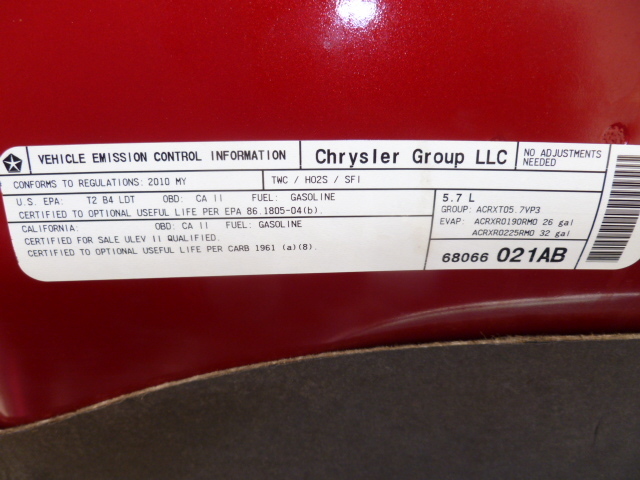 VEHICLE EMISSION CONTROL INFORMATION
Chrysler Group LLC
NO ADJUSTMENTS
NEEDED
CONFORMS TO REGULATIONS: 2010 MY
TWC / HO2S / SFI
U.S. EPA: T2 B4 LDT OBD: CA II FUEL: GASOLINE
CERTIFIED TO OPTIONAL USEFUL LIFE PER EPA 86.1805-04(b).
CALIFORNIA: OBD: CA II FUEL: GASOLINE
CERTIFIED FOR SALE ULEV II QUALIFIED.
CERTIFIED TO OPTIONAL USEFUL LIFE PER CARB 1961 (a)(8).
5.7 L
GROUP: ACRXT05.7VP3
EVAP: ACRXR0190RM0 26 gal
ACRXR0225RM0 32 gal
68066 021AB